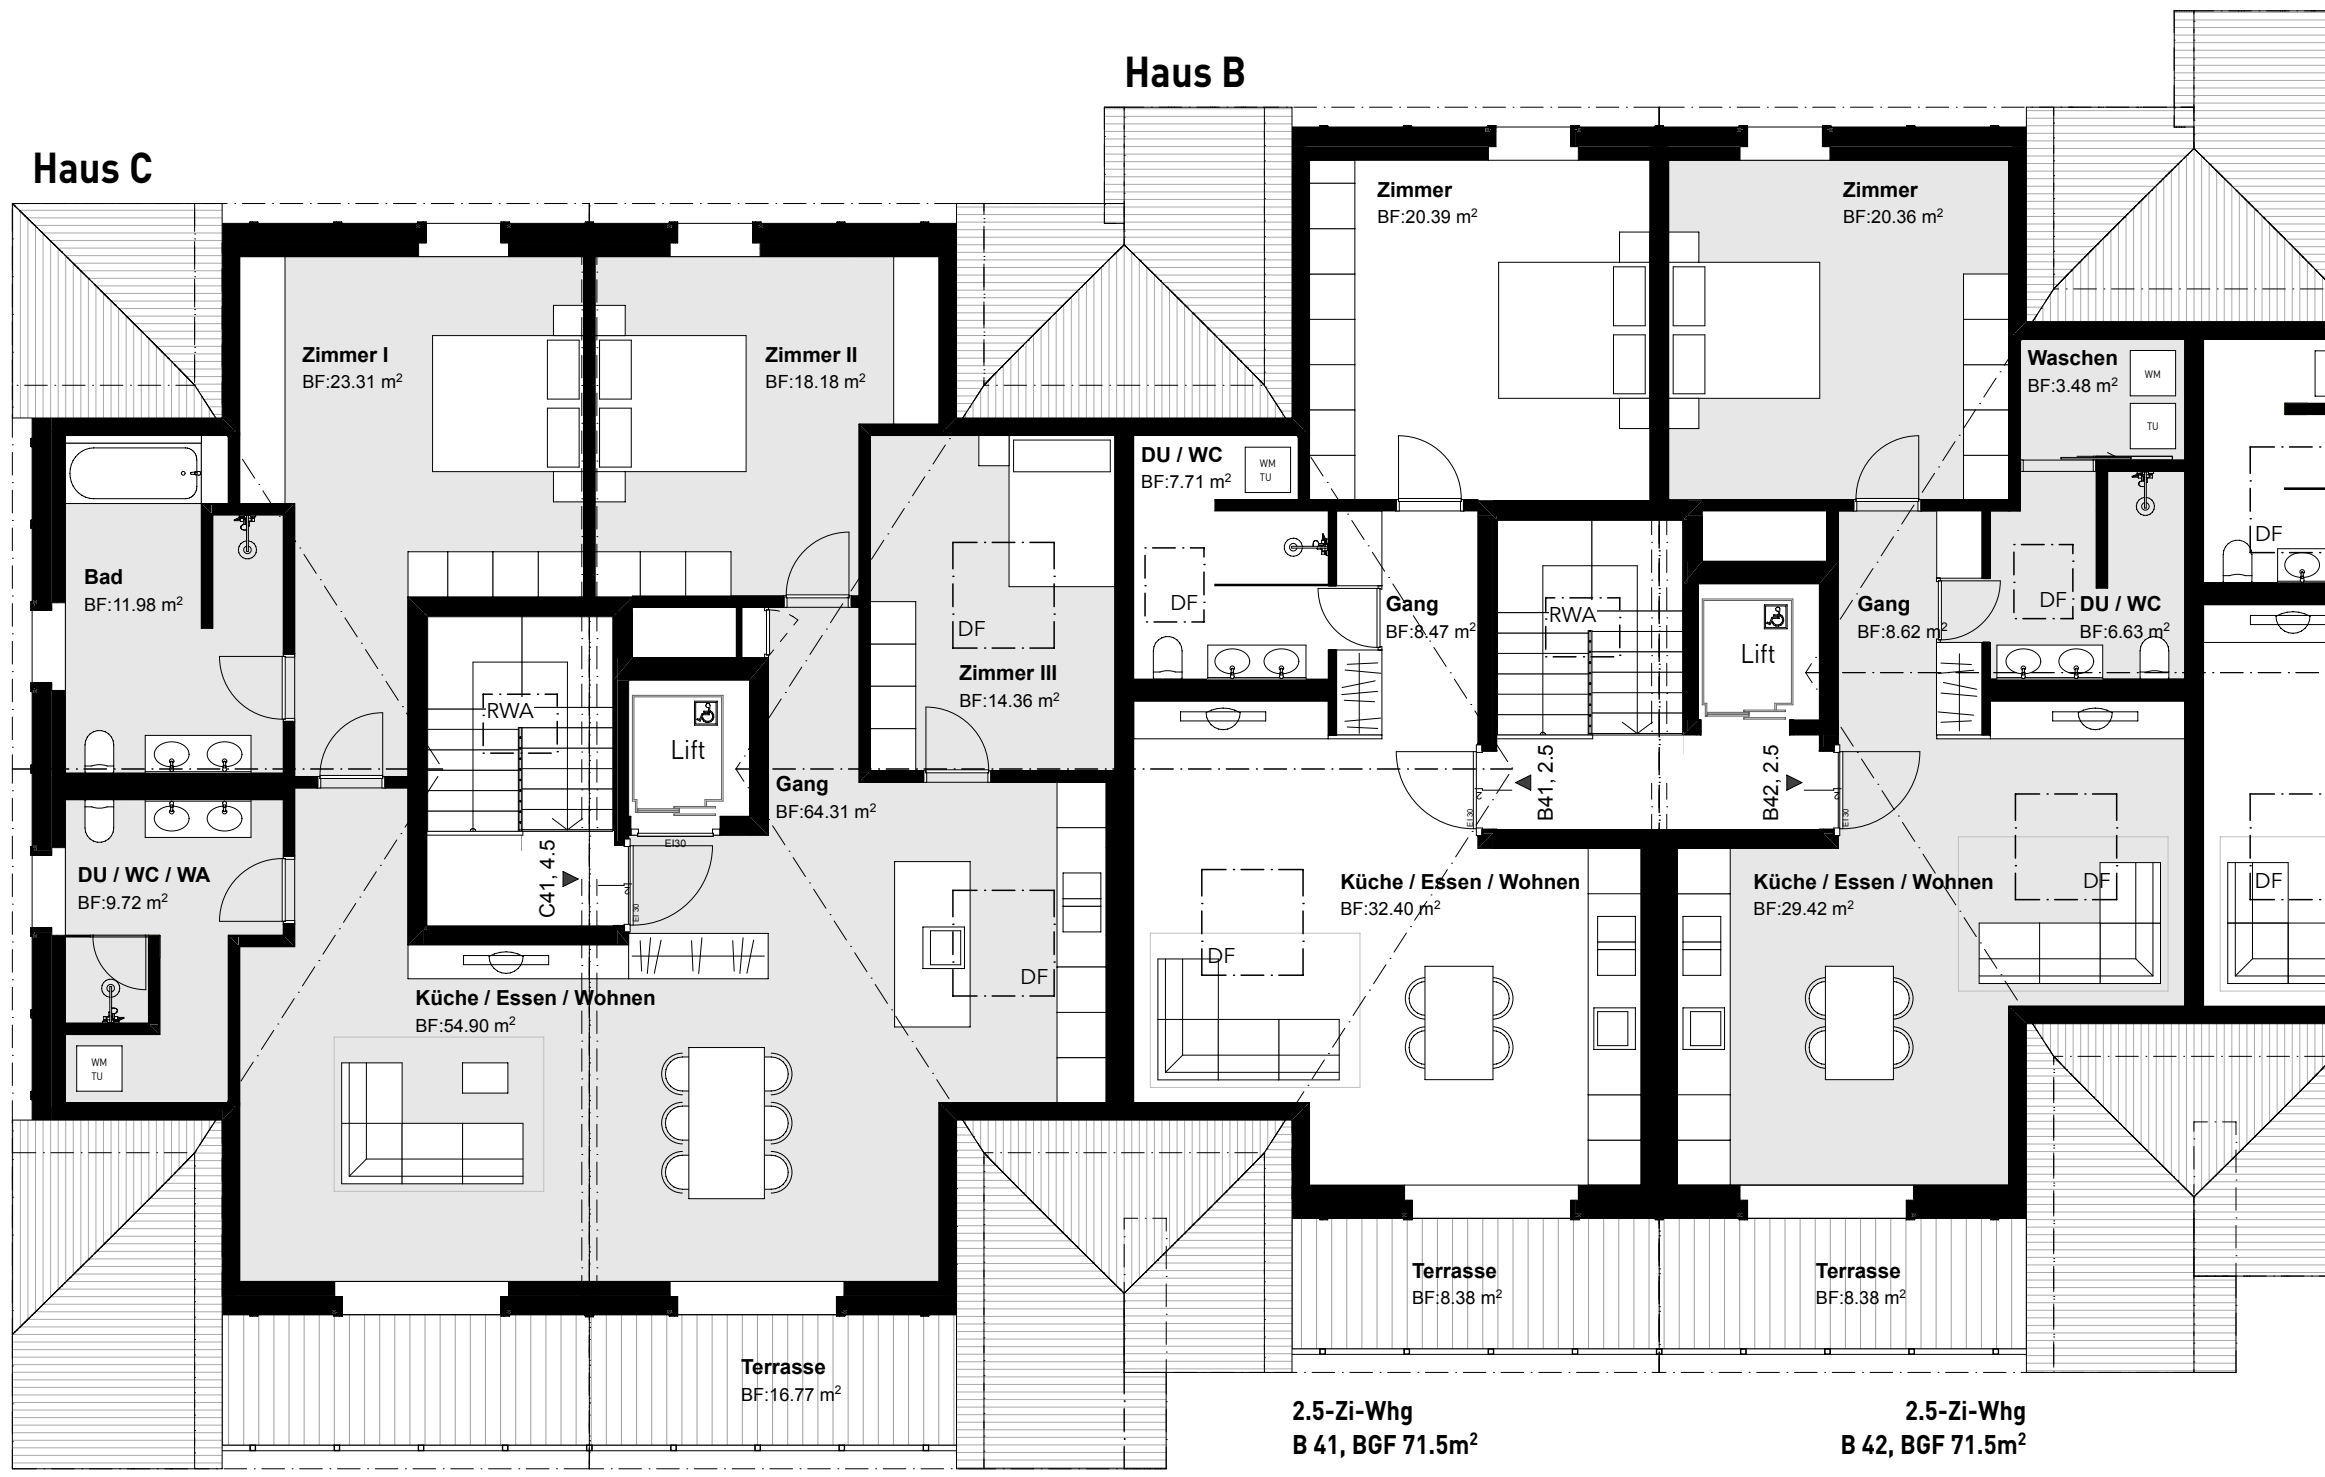 Haus B
Haus C
Zimmer
BF:20.39 m²
Zimmer
BF:20.36 m²
Zimmer I
BF:23.31 m²
Zimmer II
BF:18.18 m²
Waschen
BF:3.48 m²
WM
TU
DU / WC
BF:7.71 m²
WM
TU
DF
Bad
BF:11.98 m²
DF
DF
DF
Gang
BF:8.47 m²
RWA
Lift
Gang
BF:8.62 m²
DU / WC
BF:6.63 m²
Zimmer III
BF:14.36 m²
RWA
Lift
Gang
BF:64.31 m²
B41, 2.5
B42, 2.5
EI30
EI30
EI30
C41, 4.5
EI30
DU / WC / WA
BF:9.72 m²
Küche / Essen / Wohnen
BF:32.40 m²
Küche / Essen / Wohnen
BF:29.42 m²
DF
DF
DF
DF
Küche / Essen / Wohnen
BF:54.90 m²
WM
TU
Terrasse
BF:8.38 m²
Terrasse
BF:8.38 m²
Terrasse
BF:16.77 m²
2.5-Zi-Whg
B 41, BGF 71.5m²
2.5-Zi-Whg
B 42, BGF 71.5m²